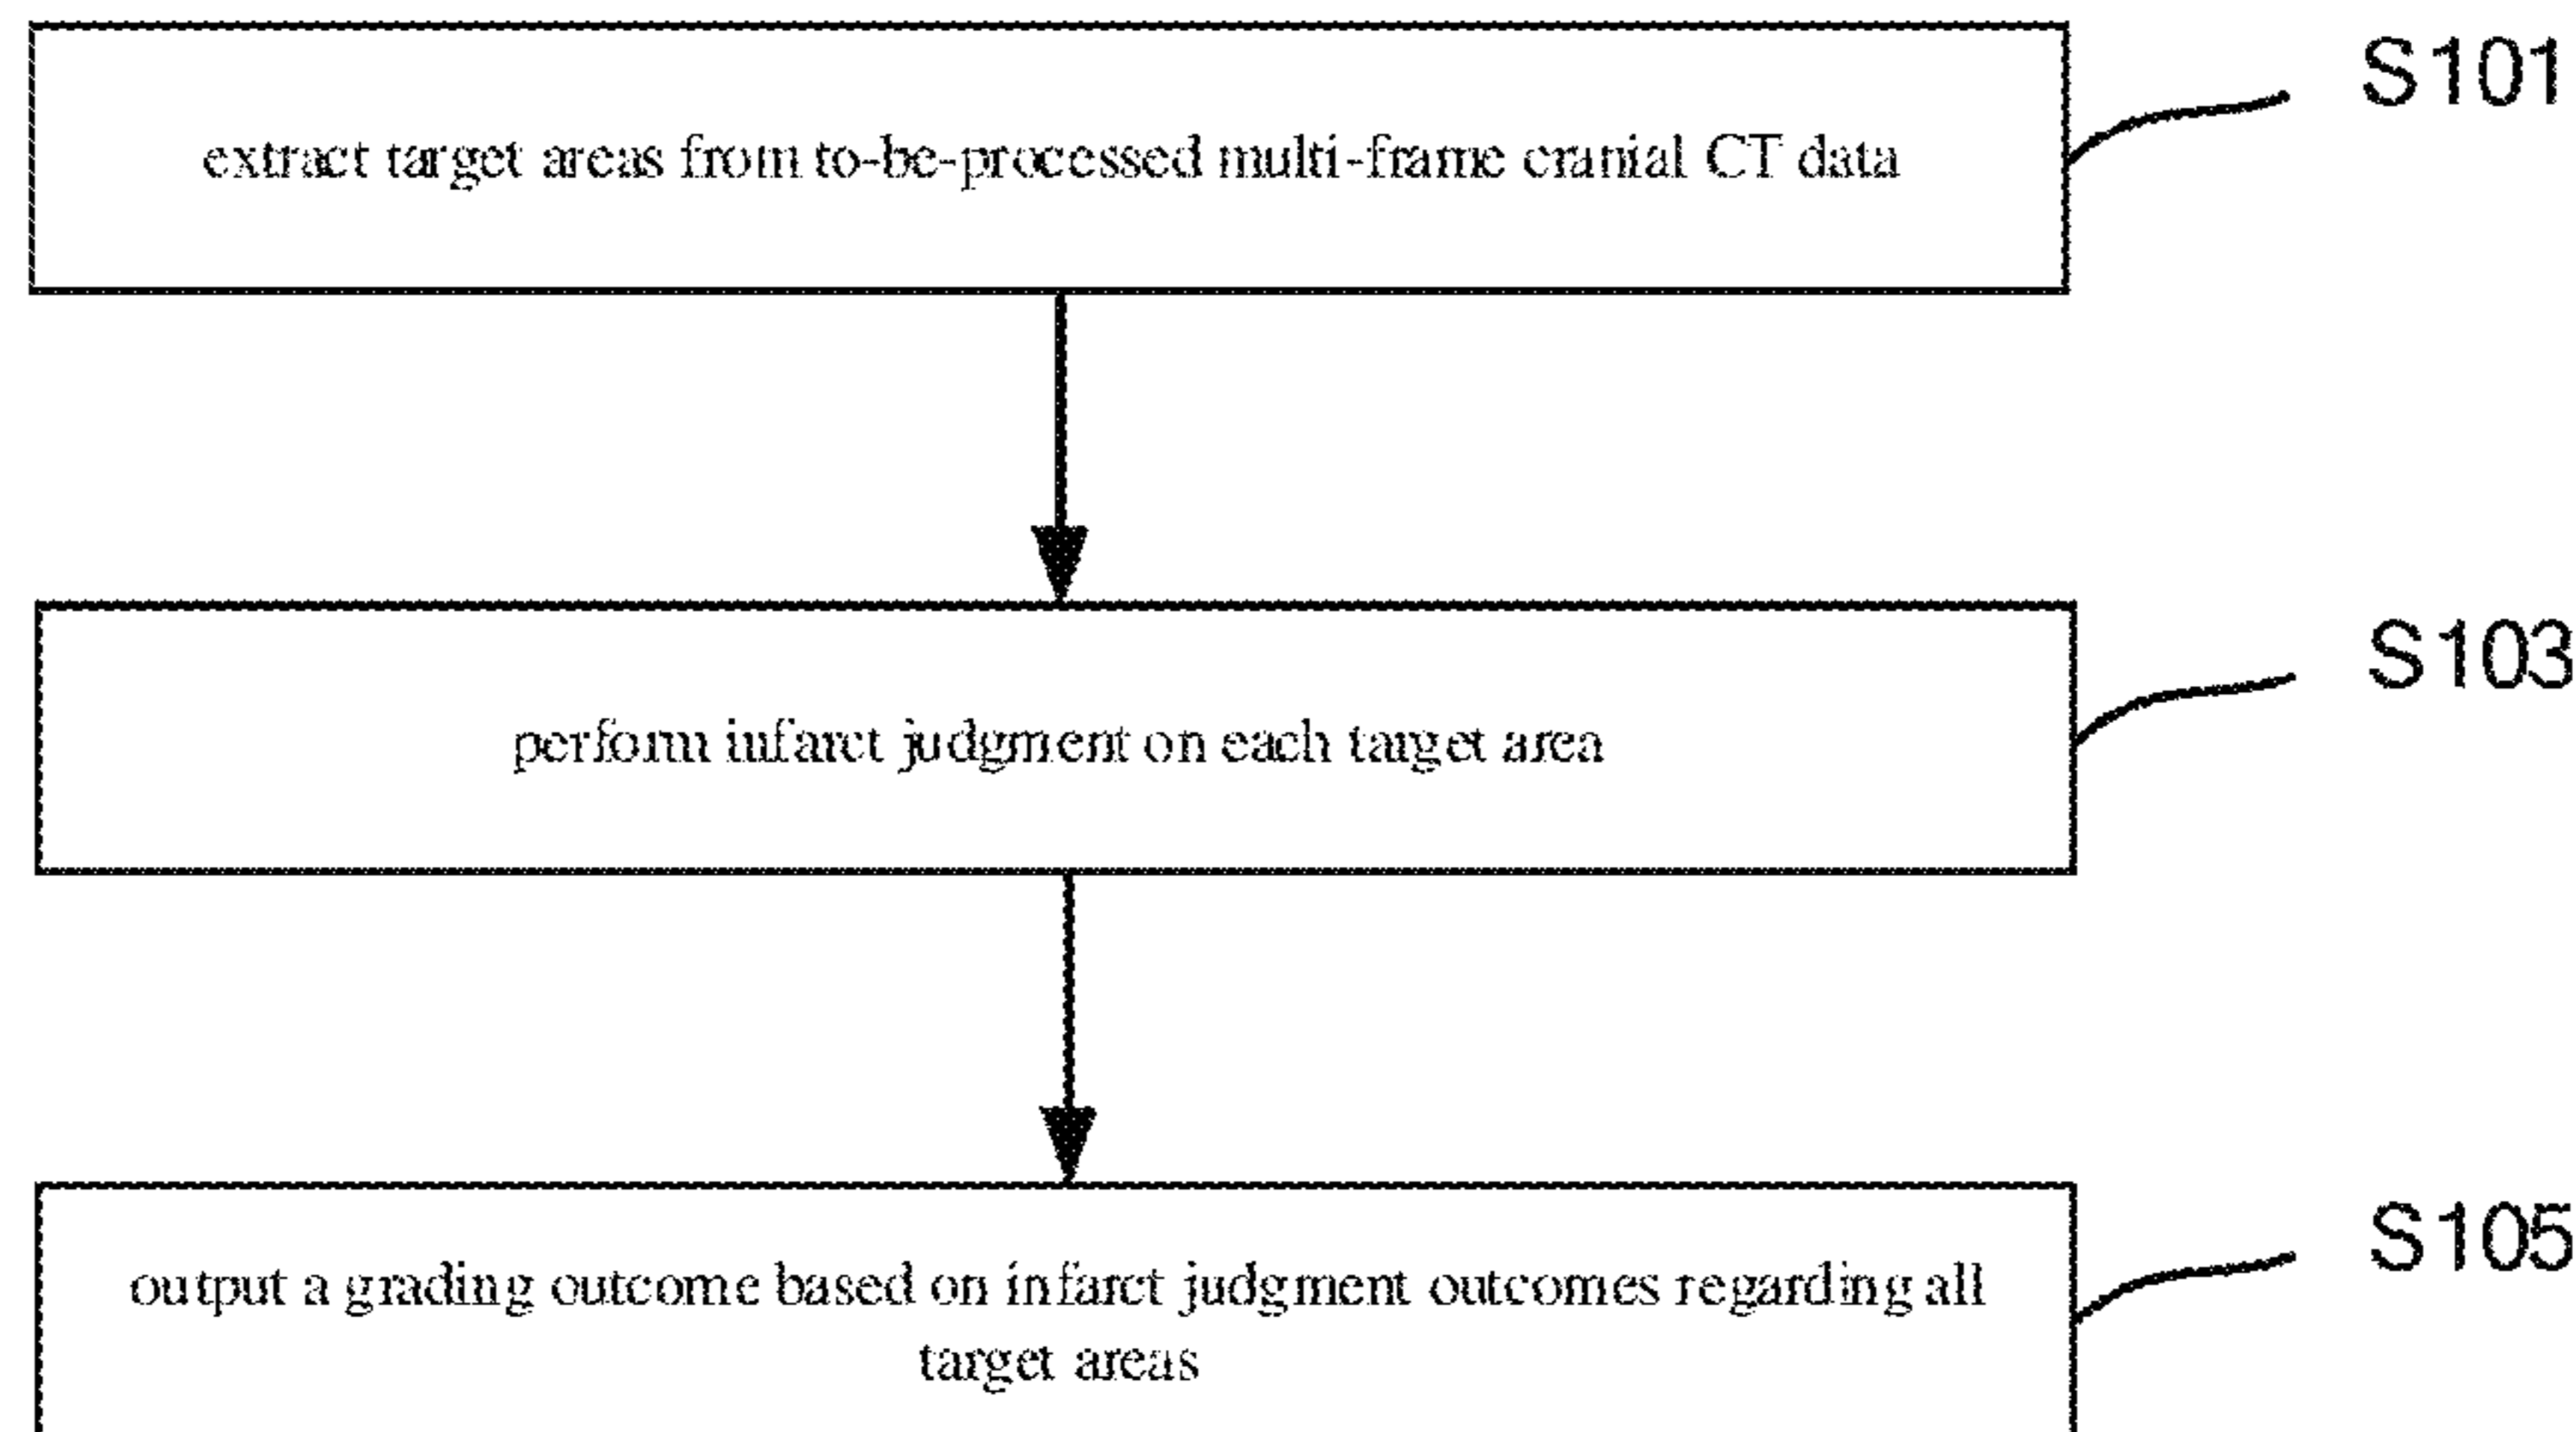 extract target areas from to-be-processed multi-frame cranial CT data
S101
perform infarct judgment on each target area
S103
output a grading outcome based on infarct judgment outcomes regarding all
target areas
S105